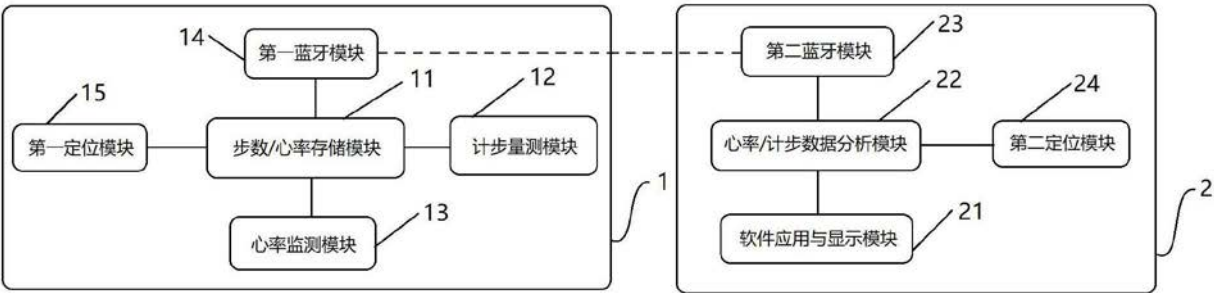 14
第一蓝牙模块
15
11
12
第一定位模块
步数/心率存储模块
计步量测模块
13
心率监测模块
1
第二蓝牙模块
23
22
24
心率/计步数据分析模块
第二定位模块
21
软件应用与显示模块
2